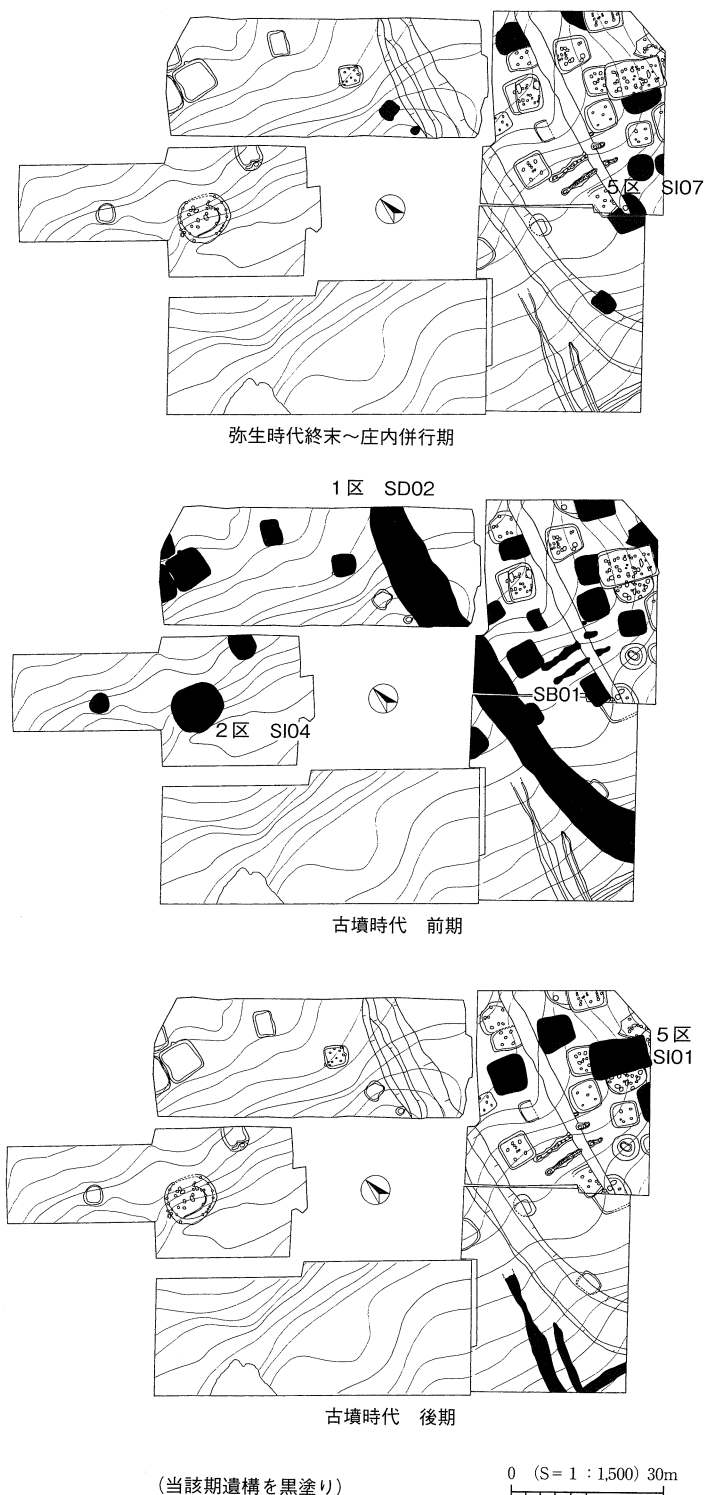 5区 SI07
弥生時代終末～庄内併行期
1区 SD02
SB01
2区 SI04
古墳時代 前期
5区
SI01
古墳時代 後期
（当該期遺構を黒塗り）
0 （S＝1：1,500）30m